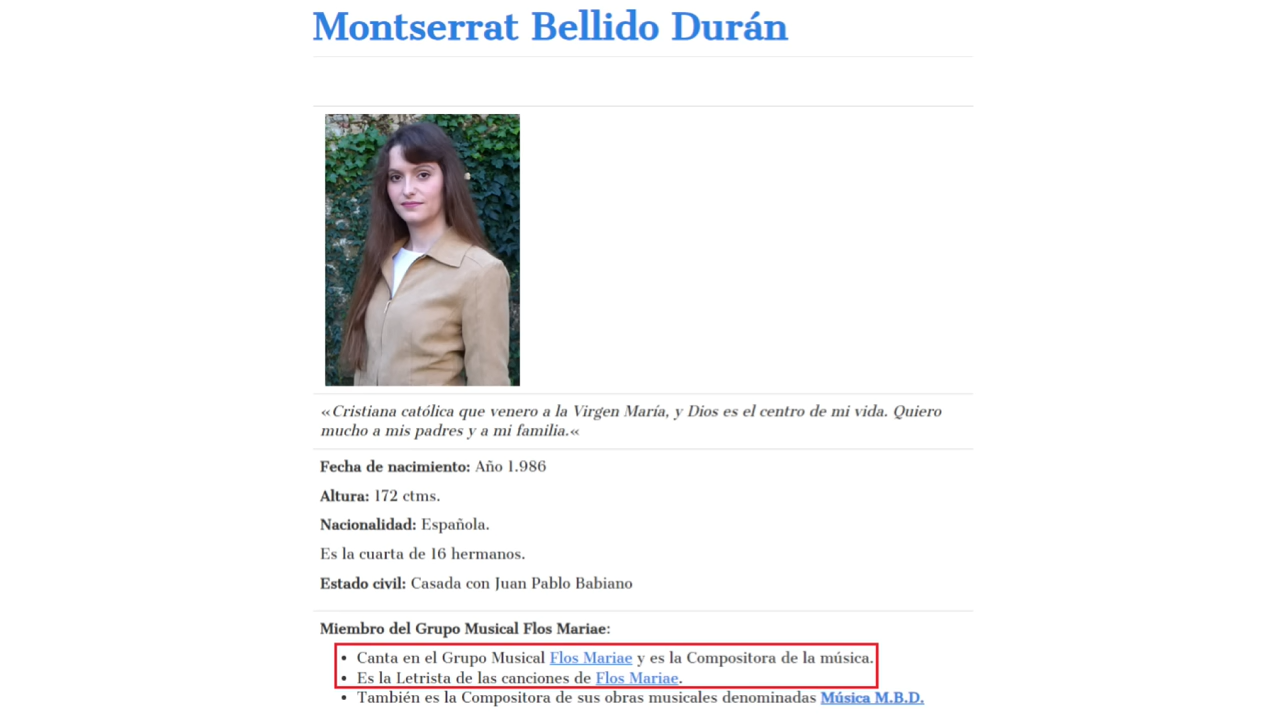 Montserrat Bellido Durán
«Cristiana católica que venero a la Virgen María, y Dios es el centro de mi vida. Quiero
mucho a mis padres y a mi familia.«
Fecha de nacimiento: Año 1.986
Altura: 172 ctms.
Nacionalidad: Española.
Es la cuarta de 16 hermanos.
Estado civil: Casada con Juan Pablo Babiano
Miembro del Grupo Musical Flos Mariae:
• Canta en el Grupo Musical Flos Mariae y es la Compositora de la música.
• Es la Letrista de las canciones de Flos Mariae.
• También es la Compositora de sus obras musicales denominadas Música M.B.D.